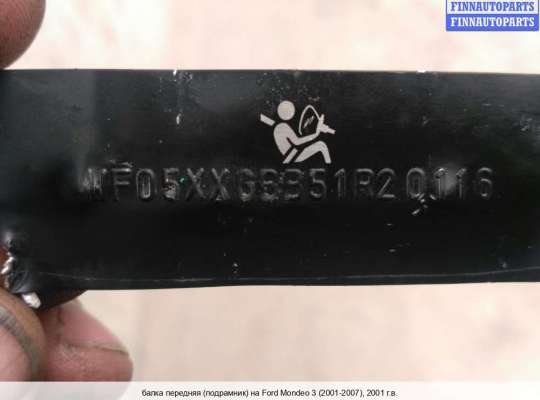 FINNAUTOPARTS
FINNAUTOPARTS
WF05XXGBB51R20116
балка передняя (подрамник) на Ford Mondeo 3 (2001-2007), 2001 г.в.